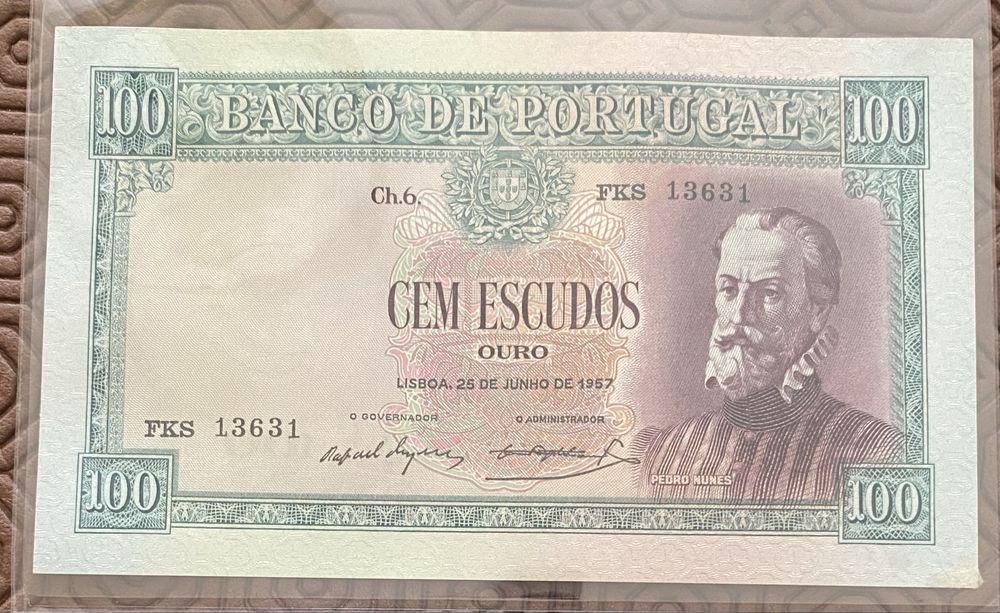 100 BANCO DE PORTUGAL 100
Ch.6. FKS 13631
CEM ESCUDOS
OURO
LISBOA, 25 DE JUNHO DE 1957
O GOVERNADOR O ADMINISTRADOR
FKS 13631
PEDRO NUNES
100 100